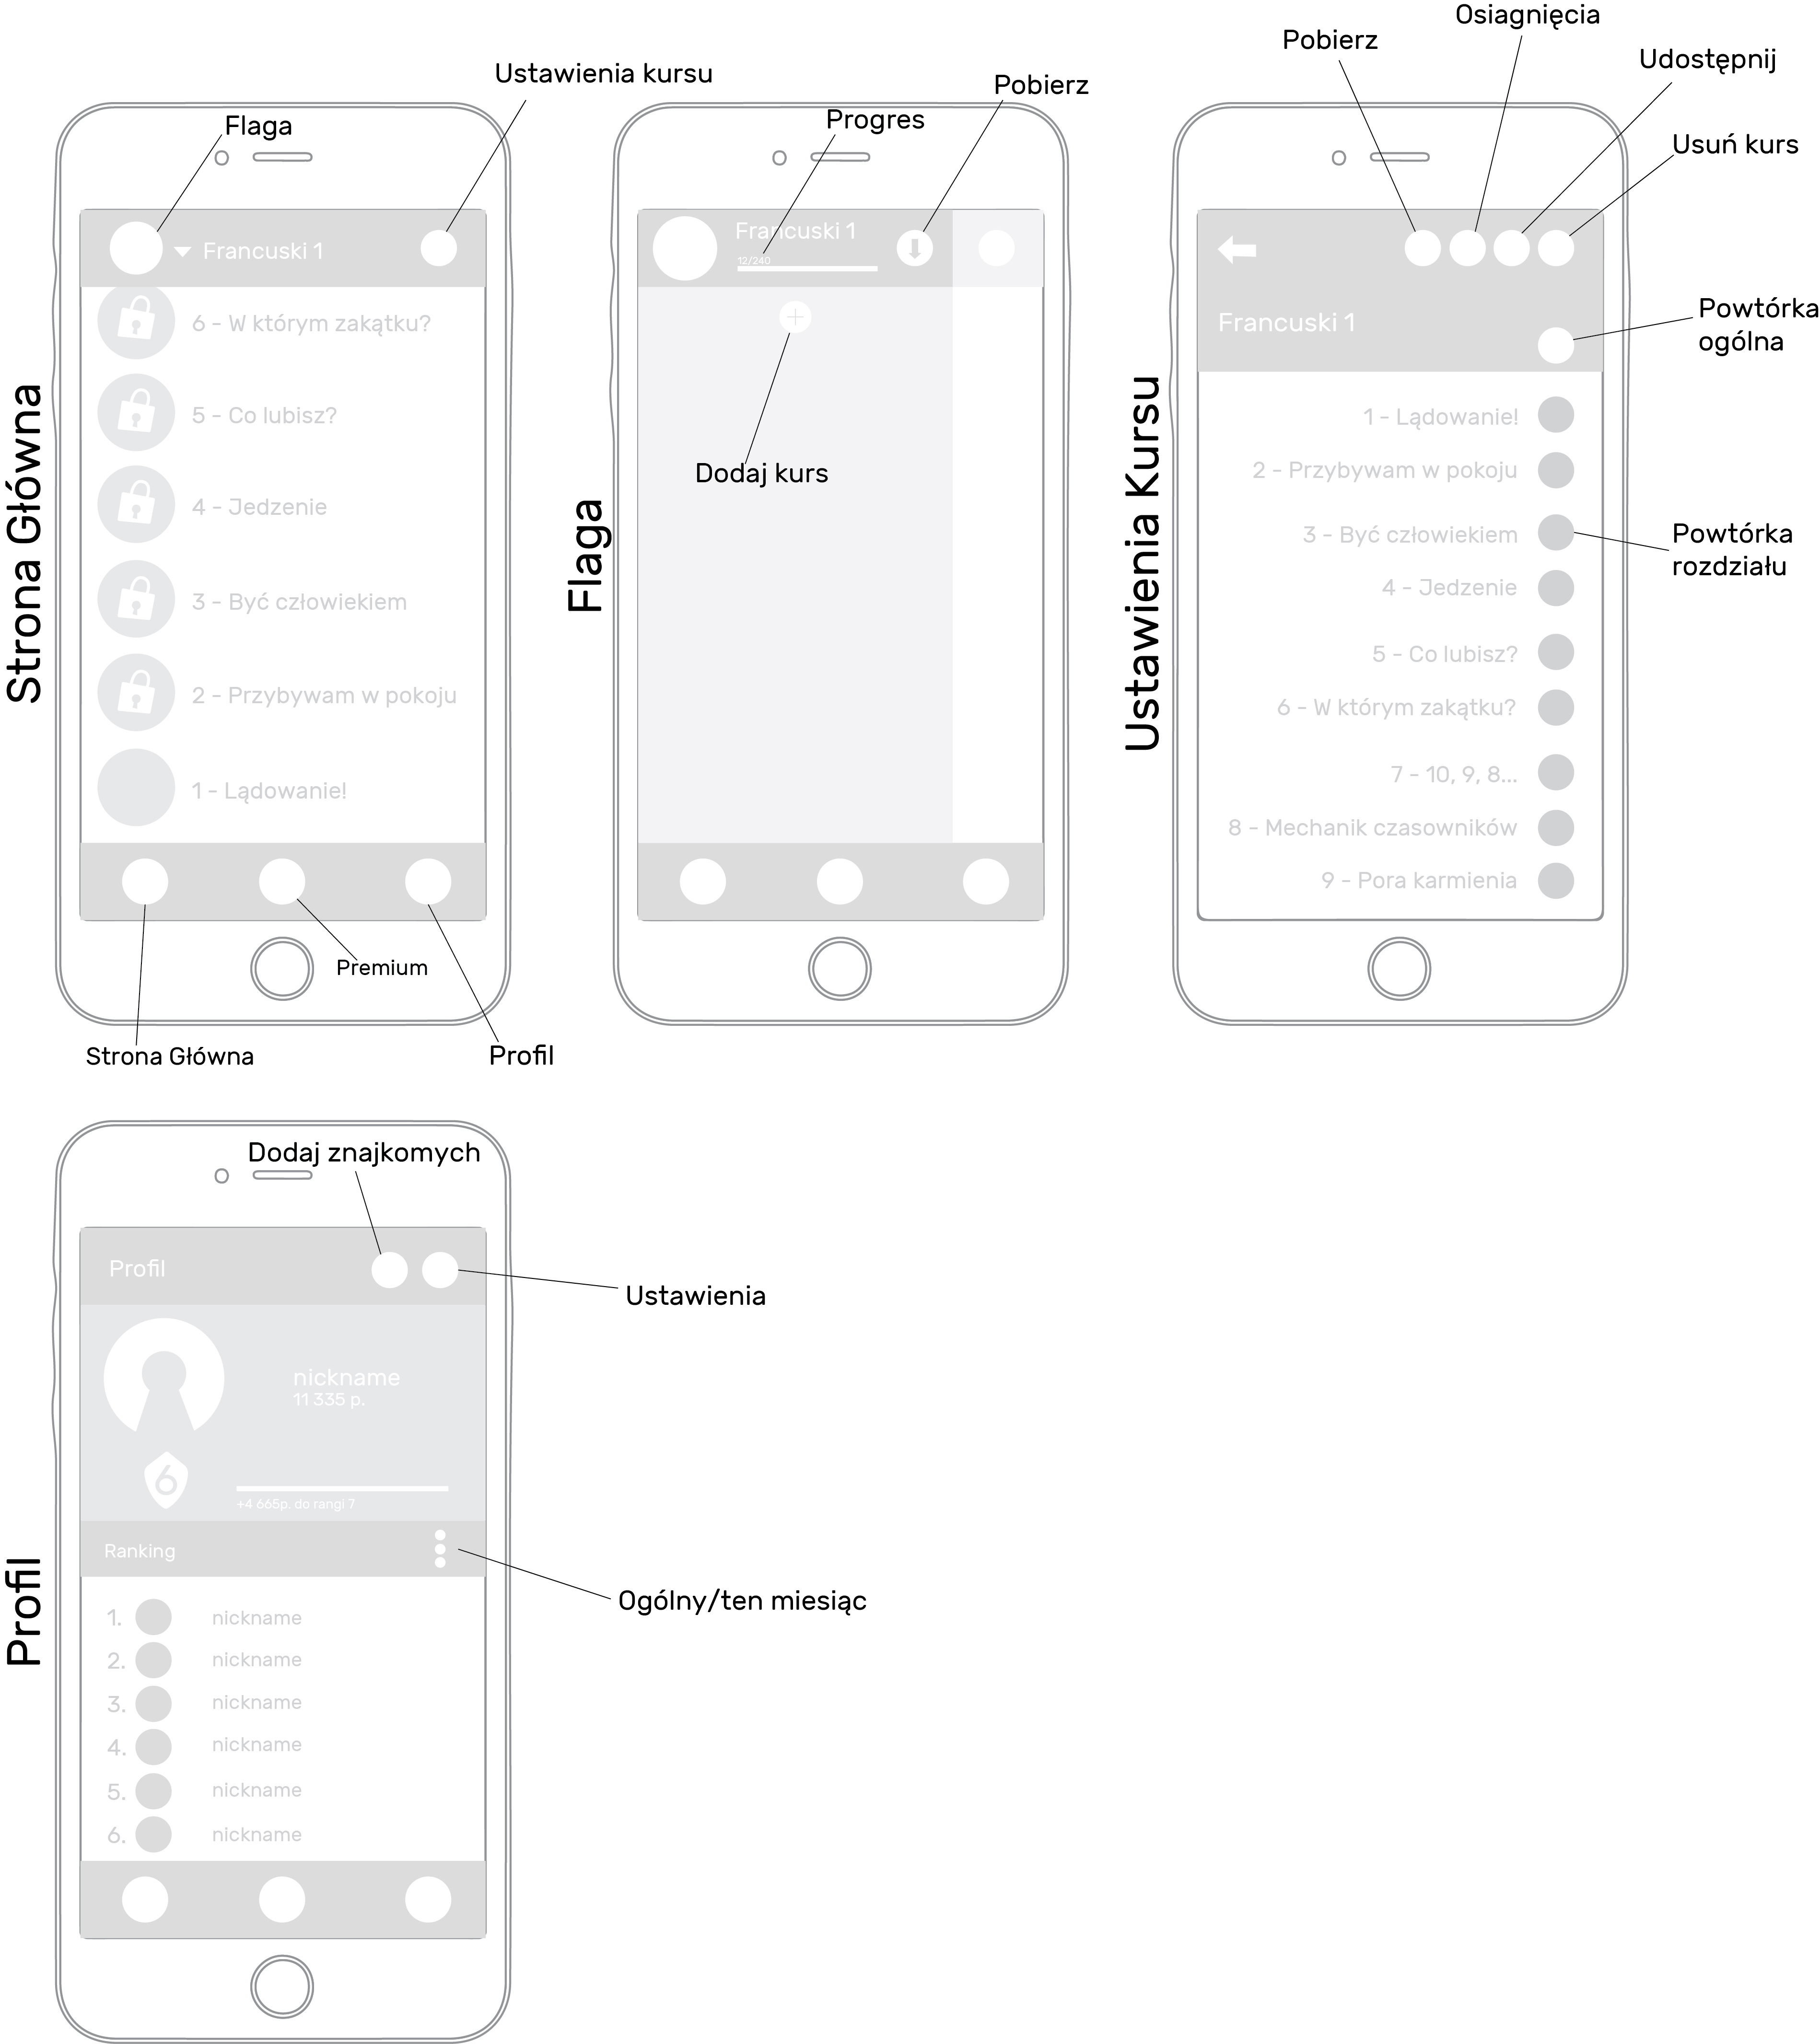 Strona Główna
Flaga
Ustawienia kursu
Francuski 1
6 - W którym zakątku?
5 - Co lubisz?
4 - Jedzenie
3 - Być człowiekiem
2 - Przybywam w pokoju
1 - Lądowanie!
Premium
Strona Główna
Profil
Flaga
Progres
Pobierz
Francuski 1
12/240
Dodaj kurs
Ustawienia Kursu
Pobierz
Osiagnięcia
Udostępnij
Usuń kurs
Francuski 1
Powtórka
ogólna
1 - Lądowanie!
2 - Przybywam w pokoju
3 - Być człowiekiem
Powtórka
rozdziału
4 - Jedzenie
5 - Co lubisz?
6 - W którym zakątku?
7 - 10, 9, 8...
8 - Mechanik czasowników
9 - Pora karmienia
Profil
Dodaj znajkomych
Profil
Ustawienia
nickname
11 335 p.
6
+4 665p. do rangi 7
Ranking
Ogólny/ten miesiąc
1. nickname
2. nickname
3. nickname
4. nickname
5. nickname
6. nickname